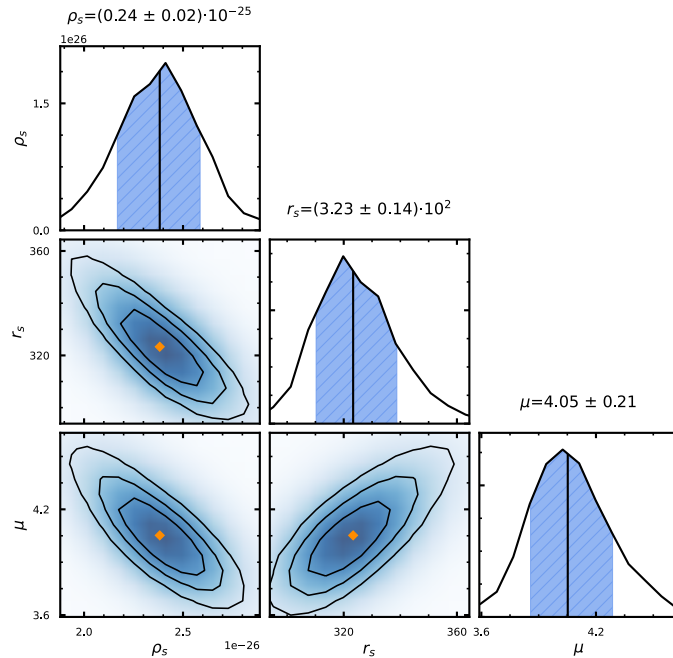 ρₛ=(0.24 ± 0.02)·10⁻²⁵
1e26
1.5
0.0
ρₛ
rₛ=(3.23 ± 0.14)·10²
360
320
rₛ
μ=4.05 ± 0.21
4.2
3.6
μ
2.0 2.5
1e−26
ρₛ
320 360
rₛ
3.6 4.2
μ